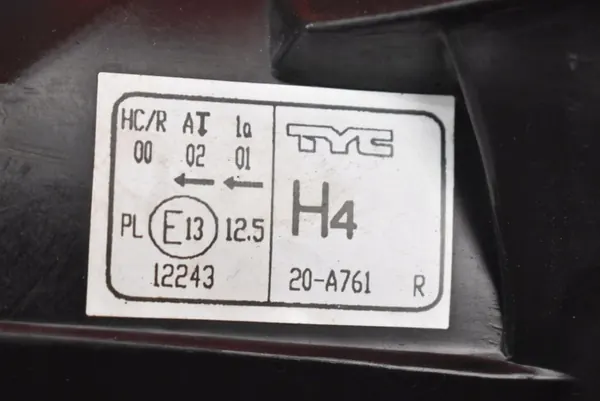 HC/R A 1a
00 02 01
← ←
PL E13 12.5
12243
TYC
H4
20-A761 R